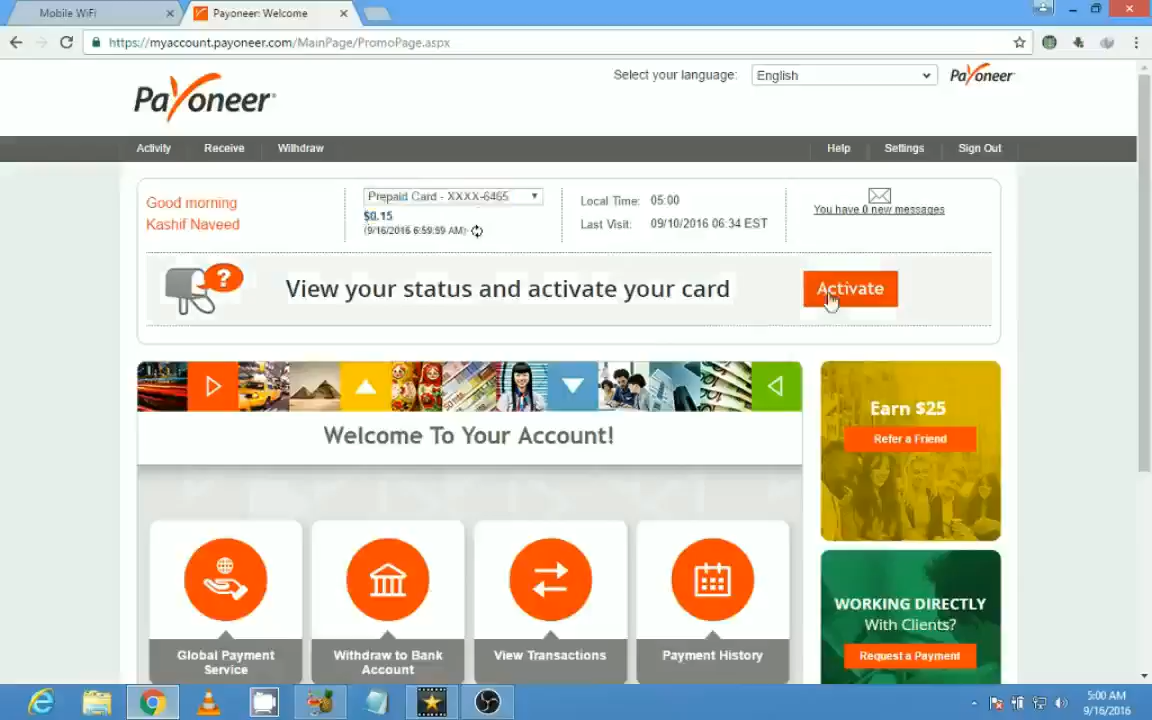 Mobile WiFi
Payoneer: Welcome
https://myaccount.payoneer.com/MainPage/PromoPage.aspx
Select your language: English Payoneer
Payoneer
Activity Receive Withdraw Help Settings Sign Out
Good morning
Kashif Naveed
Prepaid Card - XXXX-6465
$0.15
(9/16/2016 6:59:59 AM)
Local Time: 05:00
Last Visit: 09/10/2016 06:34 EST
You have 0 new messages
?
View your status and activate your card
Activate
Welcome To Your Account!
Earn $25
Refer a Friend
Global Payment
Service
Withdraw to Bank
Account
View Transactions
Payment History
WORKING DIRECTLY
With Clients?
Request a Payment
5:00 AM
9/16/2016